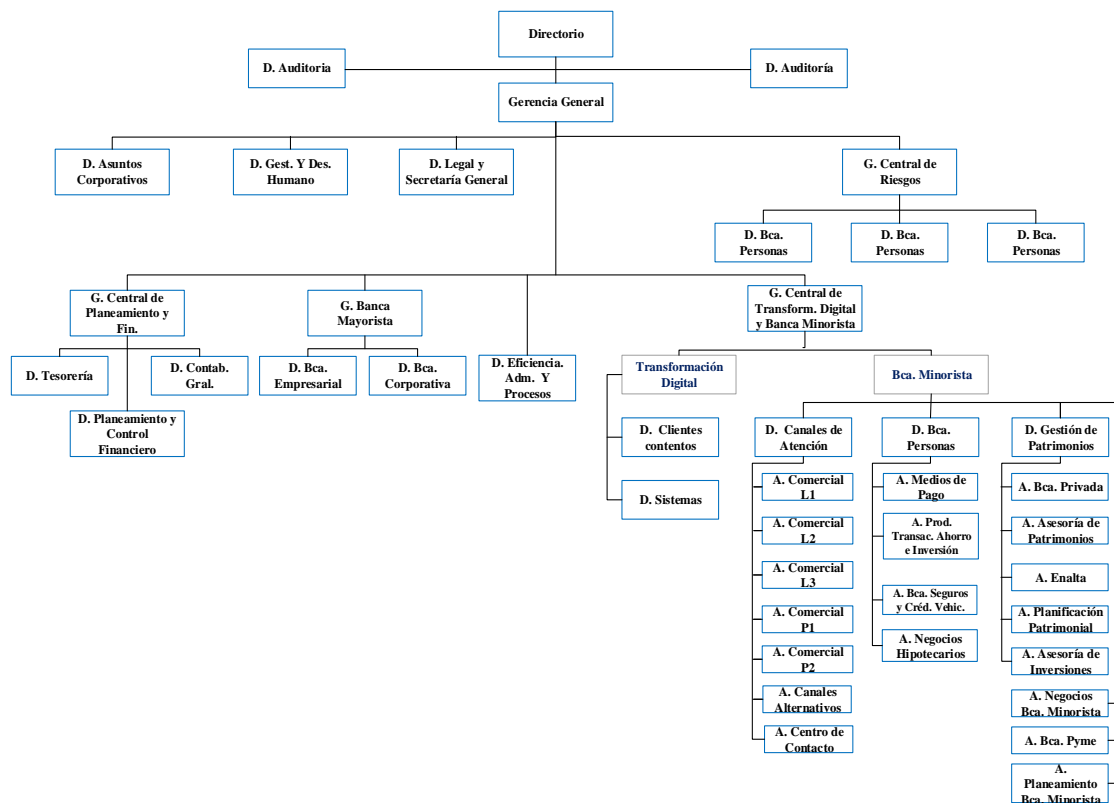 Directorio
D. Auditoria
D. Auditoría
Gerencia General
D. Asuntos
Corporativos
D. Gest. Y Des.
Humano
D. Legal y
Secretaría General
G. Central de
Riesgos
D. Bca.
Personas
D. Bca.
Personas
D. Bca.
Personas
G. Central de
Planeamiento y
Fin.
G. Banca
Mayorista
G. Central de
Transform. Digital
y Banca Minorista
D. Tesorería
D. Contab.
Gral.
D. Planeamiento y
Control
Financiero
D. Bca.
Empresarial
D. Bca.
Corporativa
D. Eficiencia.
Adm. Y
Procesos
Transformación
Digital
Bca. Minorista
D. Clientes
contentos
D. Sistemas
D. Canales de
Atención
A. Comercial
L1
A. Comercial
L2
A. Comercial
L3
A. Comercial
P1
A. Comercial
P2
A. Canales
Alternativos
A. Centro de
Contacto
D. Bca.
Personas
A. Medios de
Pago
A. Prod.
Transac. Ahorro
e Inversión
A. Bca. Seguros
y Créd. Vehic.
A. Negocios
Hipotecarios
D. Gestión de
Patrimonios
A. Bca. Privada
A. Asesoría de
Patrimonios
A. Enalta
A. Planificación
Patrimonial
A. Asesoría de
Inversiones
A. Negocios
Bca. Minorista
A. Bca. Pyme
A.
Planeamiento
Bca. Minorista